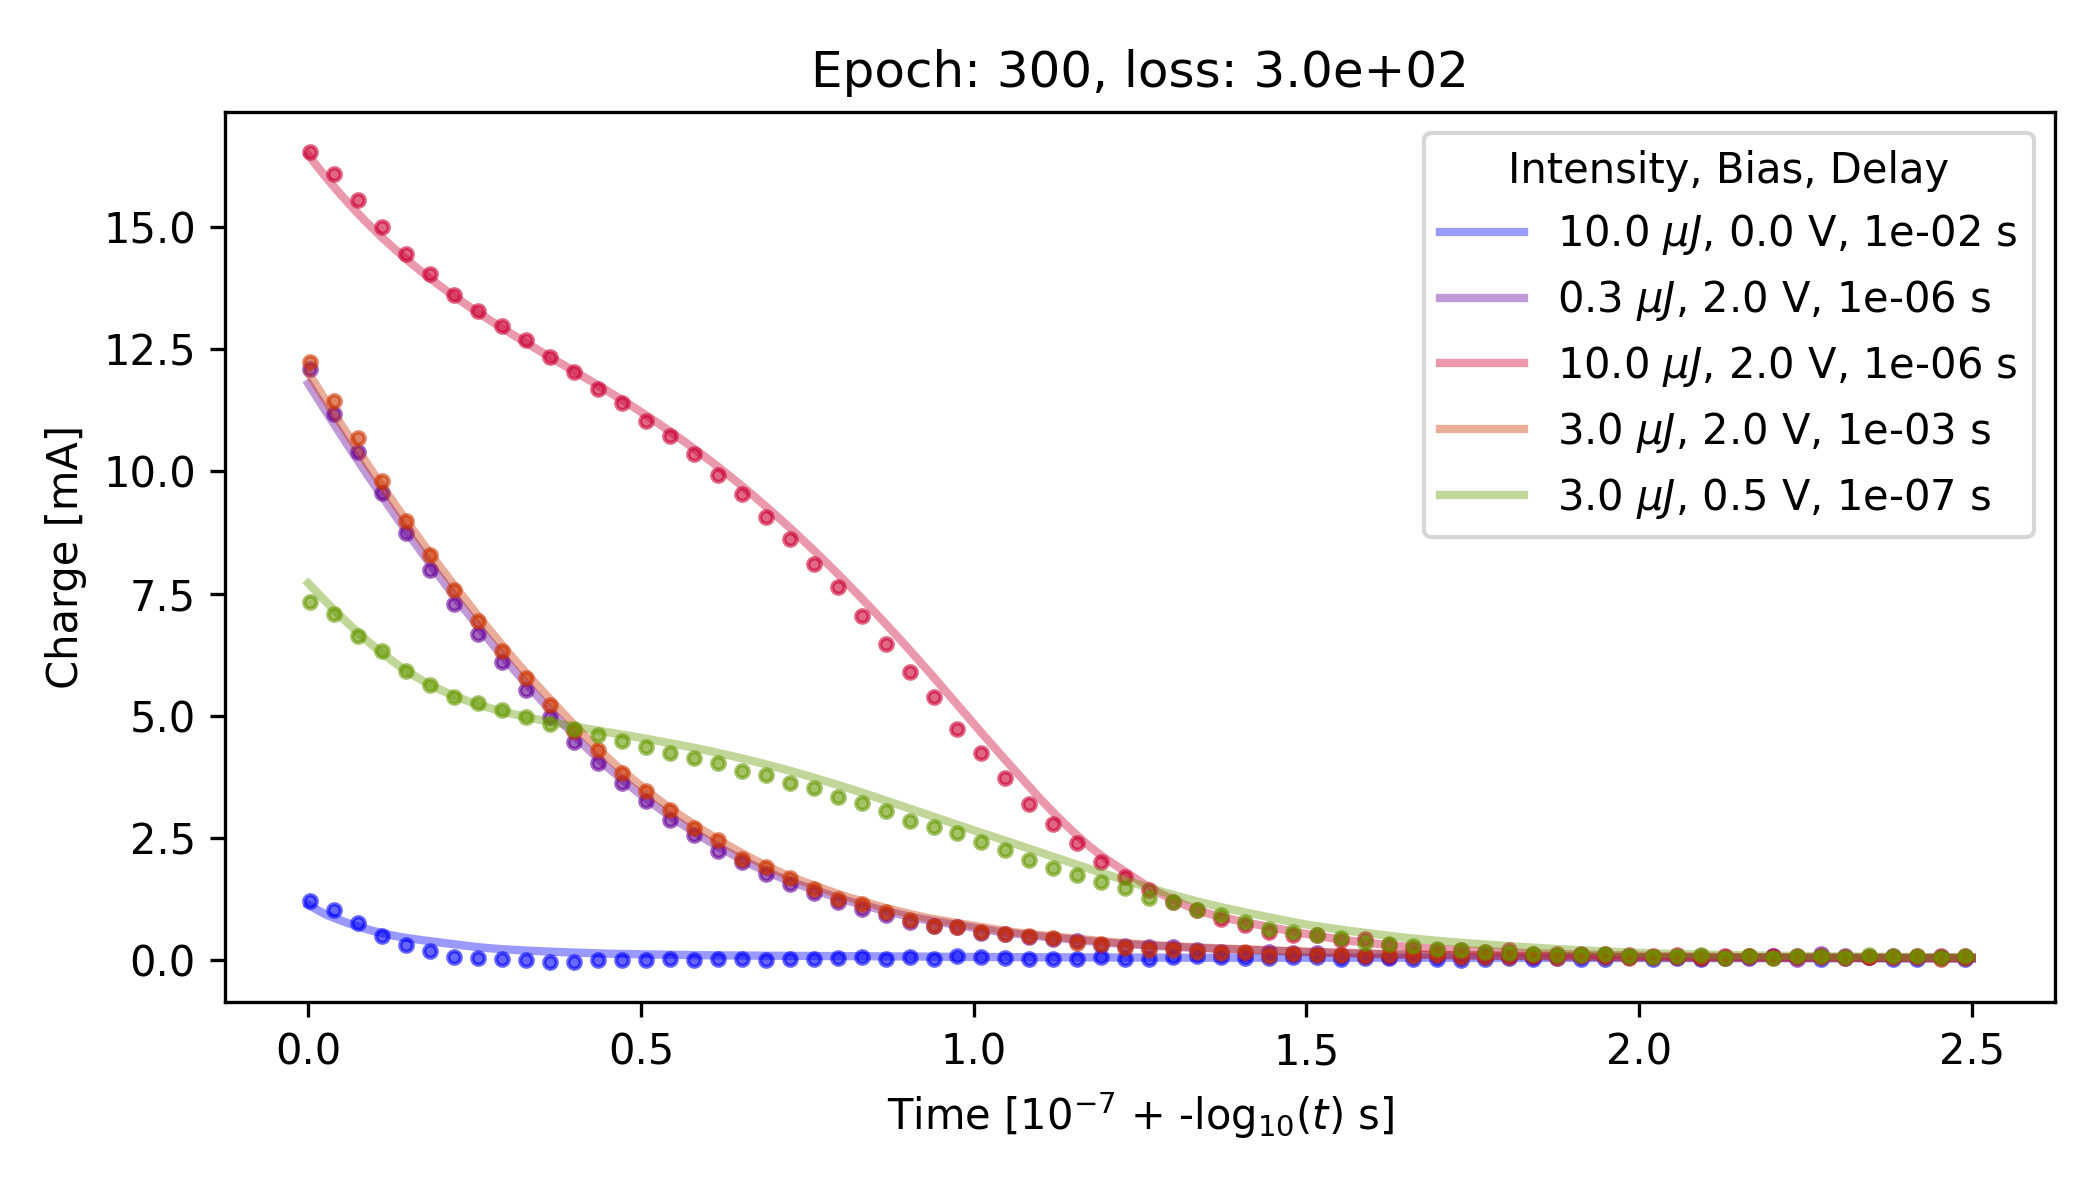 Epoch: 300, loss: 3.0e+02
Intensity, Bias, Delay
10.0 μJ, 0.0 V, 1e-02 s
0.3 μJ, 2.0 V, 1e-06 s
10.0 μJ, 2.0 V, 1e-06 s
3.0 μJ, 2.0 V, 1e-03 s
3.0 μJ, 0.5 V, 1e-07 s
Charge [mA]
15.0
12.5
10.0
7.5
5.0
2.5
0.0
0.0 0.5 1.0 1.5 2.0 2.5
Time [10⁻⁷ + -log₁₀(t) s]